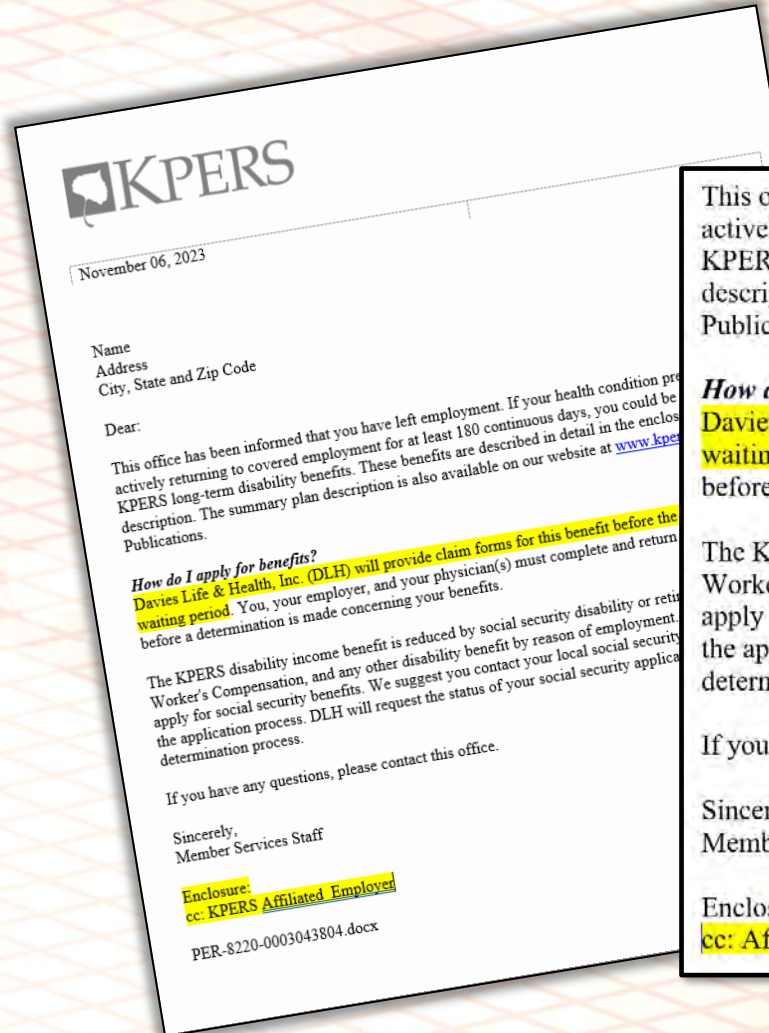 KPERS
November 06, 2023
Name
Address
City, State and Zip Code
Dear:
This office has been informed that you have left employment. If your health condition
actively returning to covered employment for at least 180 continuous days, you could be
KPERS long-term disability benefits. These benefits are described in detail in the
description. The summary plan description is also available on our website at
Publications.
How do I apply for benefits?
Davies Life & Health, Inc. (DLH) will provide claim forms for this benefit before the
waiting period. You, your employer, and your physician(s) must complete and return
before a determination is made concerning your benefits.
The KPERS disability income benefit is reduced by social security disability or
Worker's Compensation, and any other disability benefit by reason of employment.
apply for social security benefits. We suggest you contact your local social security
the application process. DLH will request the status of your social security
determination process.
If you have any questions, please contact this office.
Sincerely,
Member Services Staff
Enclosure:
cc: KPERS Affiliated Employer
PER-8220-0003043804.docx
This
active
KPER
descri
Public
How
Davie
waitin
before
The K
Worke
apply
the ap
determ
If you
Sincer
Memb
Enclos
cc: Af